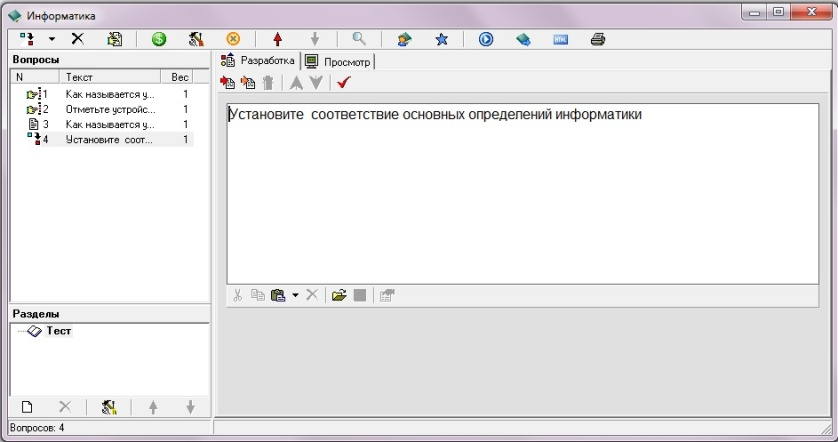 Информатика
Вопросы
N Текст Вес
1 Как называется у... 1
2 Отметьте устройс... 1
3 Как называется у... 1
4 Установите соот... 1
Разделы
Тест
Вопросов: 4
Разработка Просмотр
Установите соответствие основных определений информатики
HTML